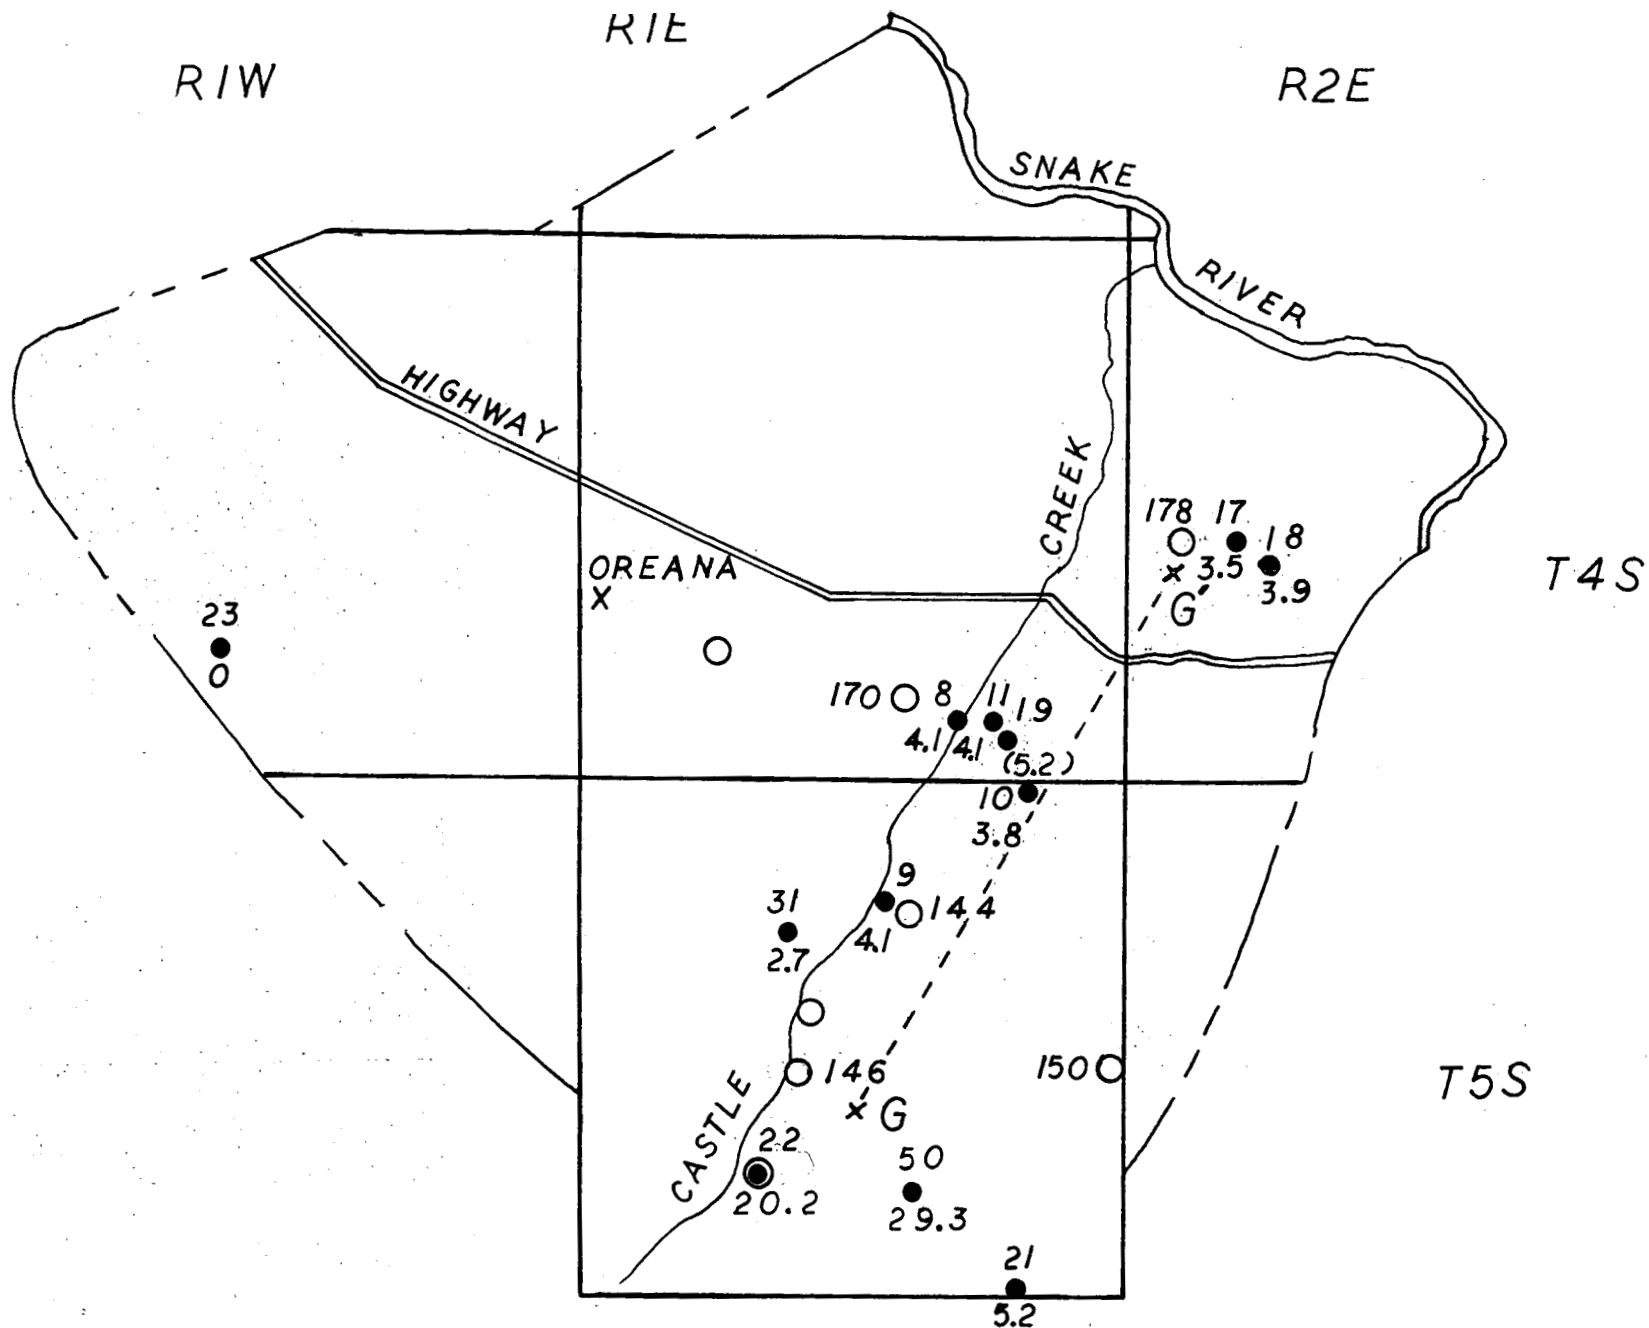 R1E
R1W
R2E
SNAKE
RIVER
HIGHWAY
CREEK
178 17
18
OREANA
X
x 3.5
G'
3.9
T4S
23
0
170 8 11 19
4.1 4.1
(5.2)
10
3.8
9
31
144
4.1
2.7
146
150
x G
T5S
CASTLE
22
50
20.2
29.3
21
5.2